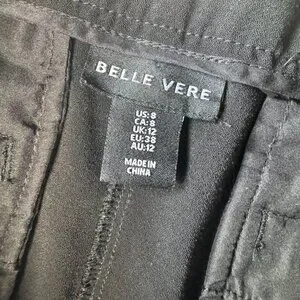 BELLE VERE
US:8
CA:8
UK:12
EU:38
AU:12
MADE IN
CHINA